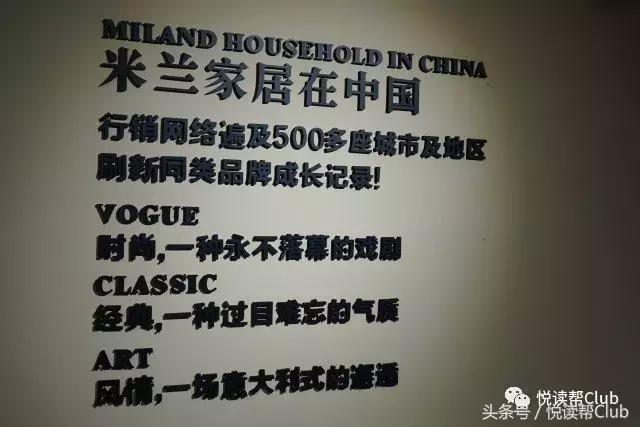 MILAND HOUSEHOLD IN CHINA
米兰家居在中国
行销网络遍及500多座城市及地区
刷新同类品牌成长记录!
VOGUE
时尚,一种永不落幕的戏剧
CLASSIC
经典,一种过目难忘的气质
ART
风情,一场意大利式的邂逅
悦读帮Club
头条号 / 悦读帮Club